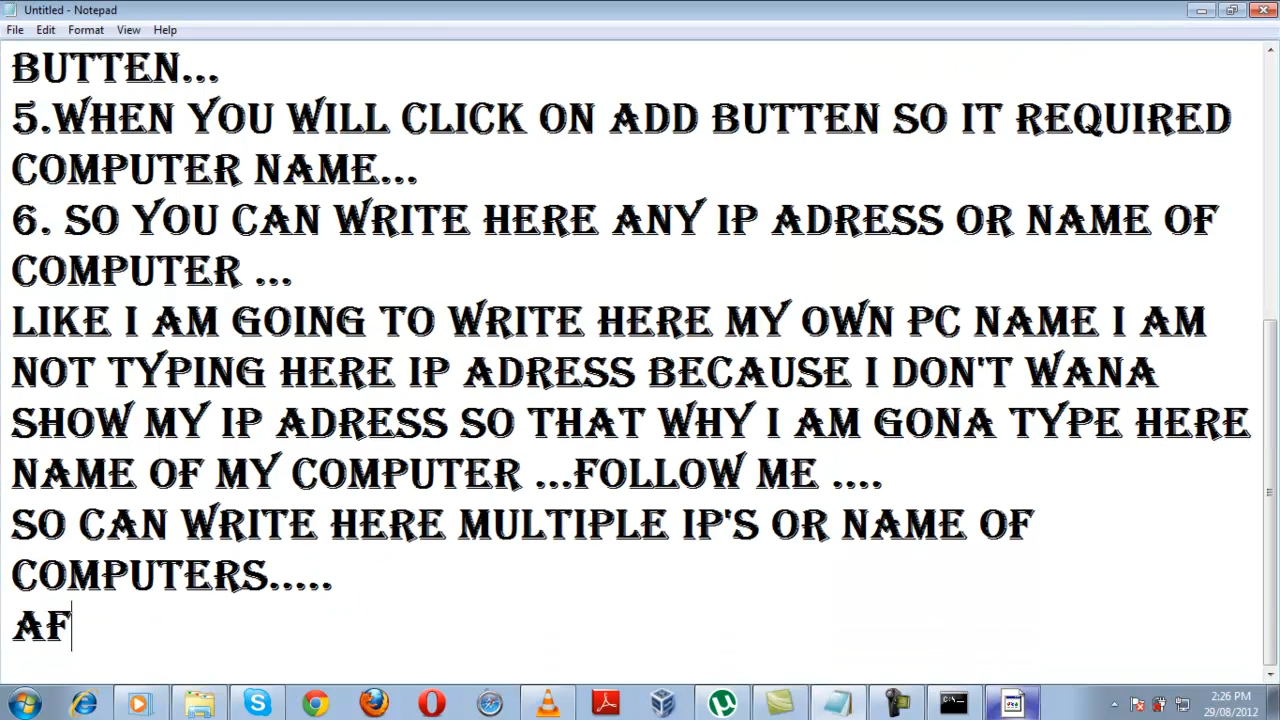 Untitled - Notepad
File Edit Format View Help
BUTTEN...
5.WHEN YOU WILL CLICK ON ADD BUTTEN SO IT REQUIRED
COMPUTER NAME...
6. SO YOU CAN WRITE HERE ANY IP ADRESS OR NAME OF
COMPUTER ...
LIKE I AM GOING TO WRITE HERE MY OWN PC NAME I AM
NOT TYPING HERE IP ADRESS BECAUSE I DON'T WANA
SHOW MY IP ADRESS SO THAT WHY I AM GONA TYPE HERE
NAME OF MY COMPUTER ...FOLLOW ME ....
SO CAN WRITE HERE MULTIPLE IP'S OR NAME OF
COMPUTERS.....
AF
2:26 PM
29/08/2012